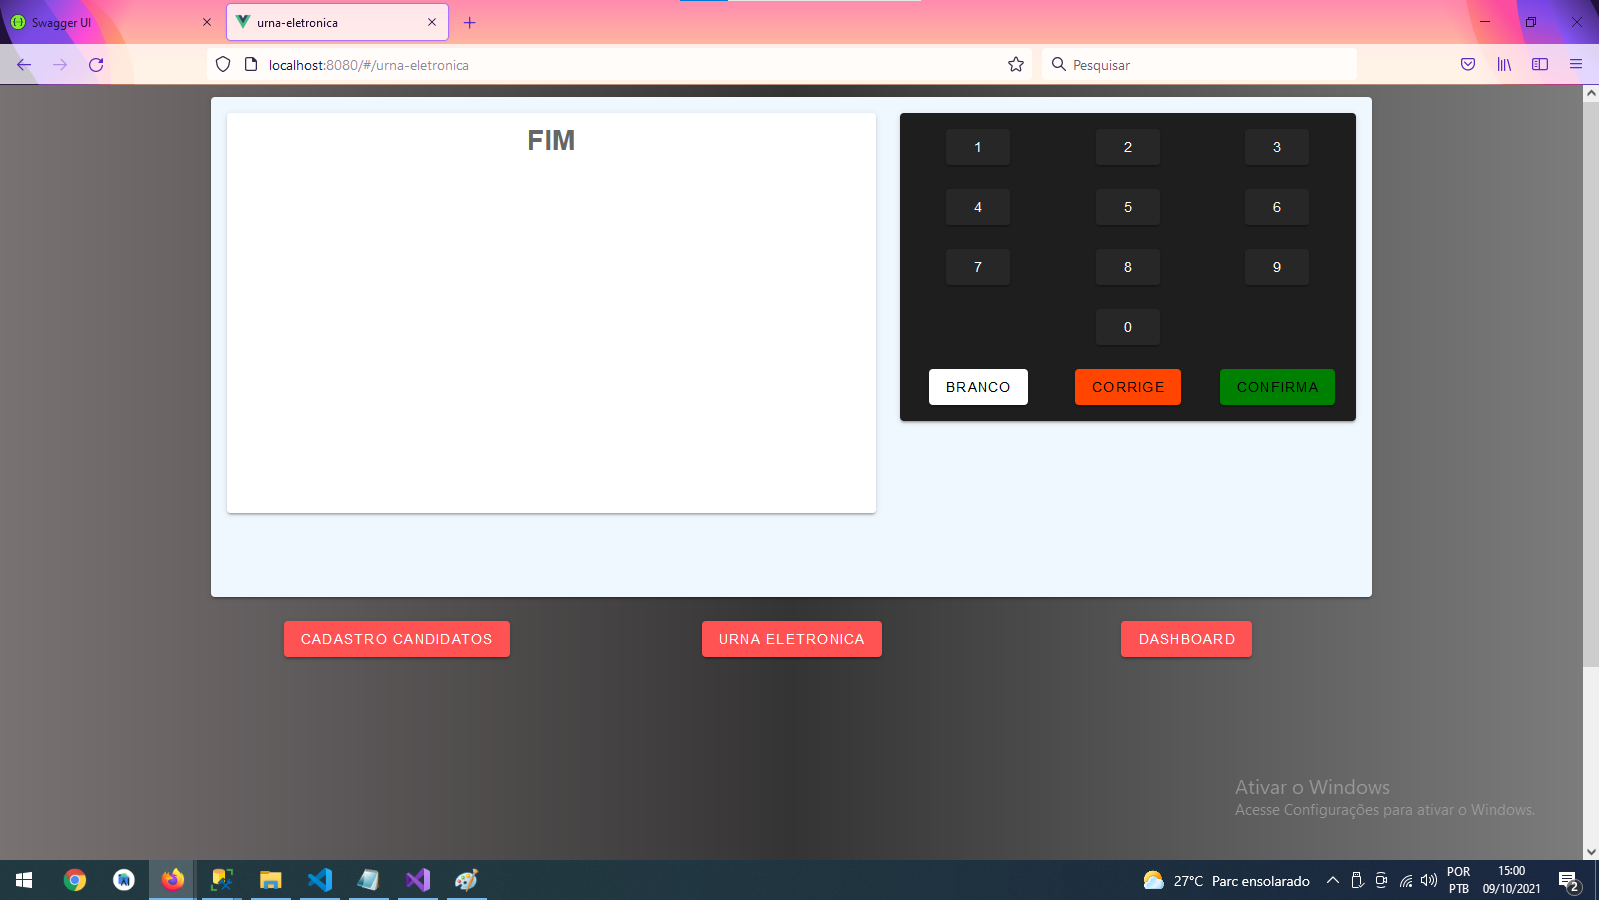 Swagger UI
urna-eletronica
localhost:8080/#/urna-eletronica
Pesquisar
FIM
1 2 3
4 5 6
7 8 9
0
BRANCO CORRIGE CONFIRMA
CADASTRO CANDIDATOS URNA ELETRONICA DASHBOARD
Ativar o Windows
Acesse Configurações para ativar o Windows.
27°C Parc ensolarado
POR
PTB
15:00
09/10/2021
2